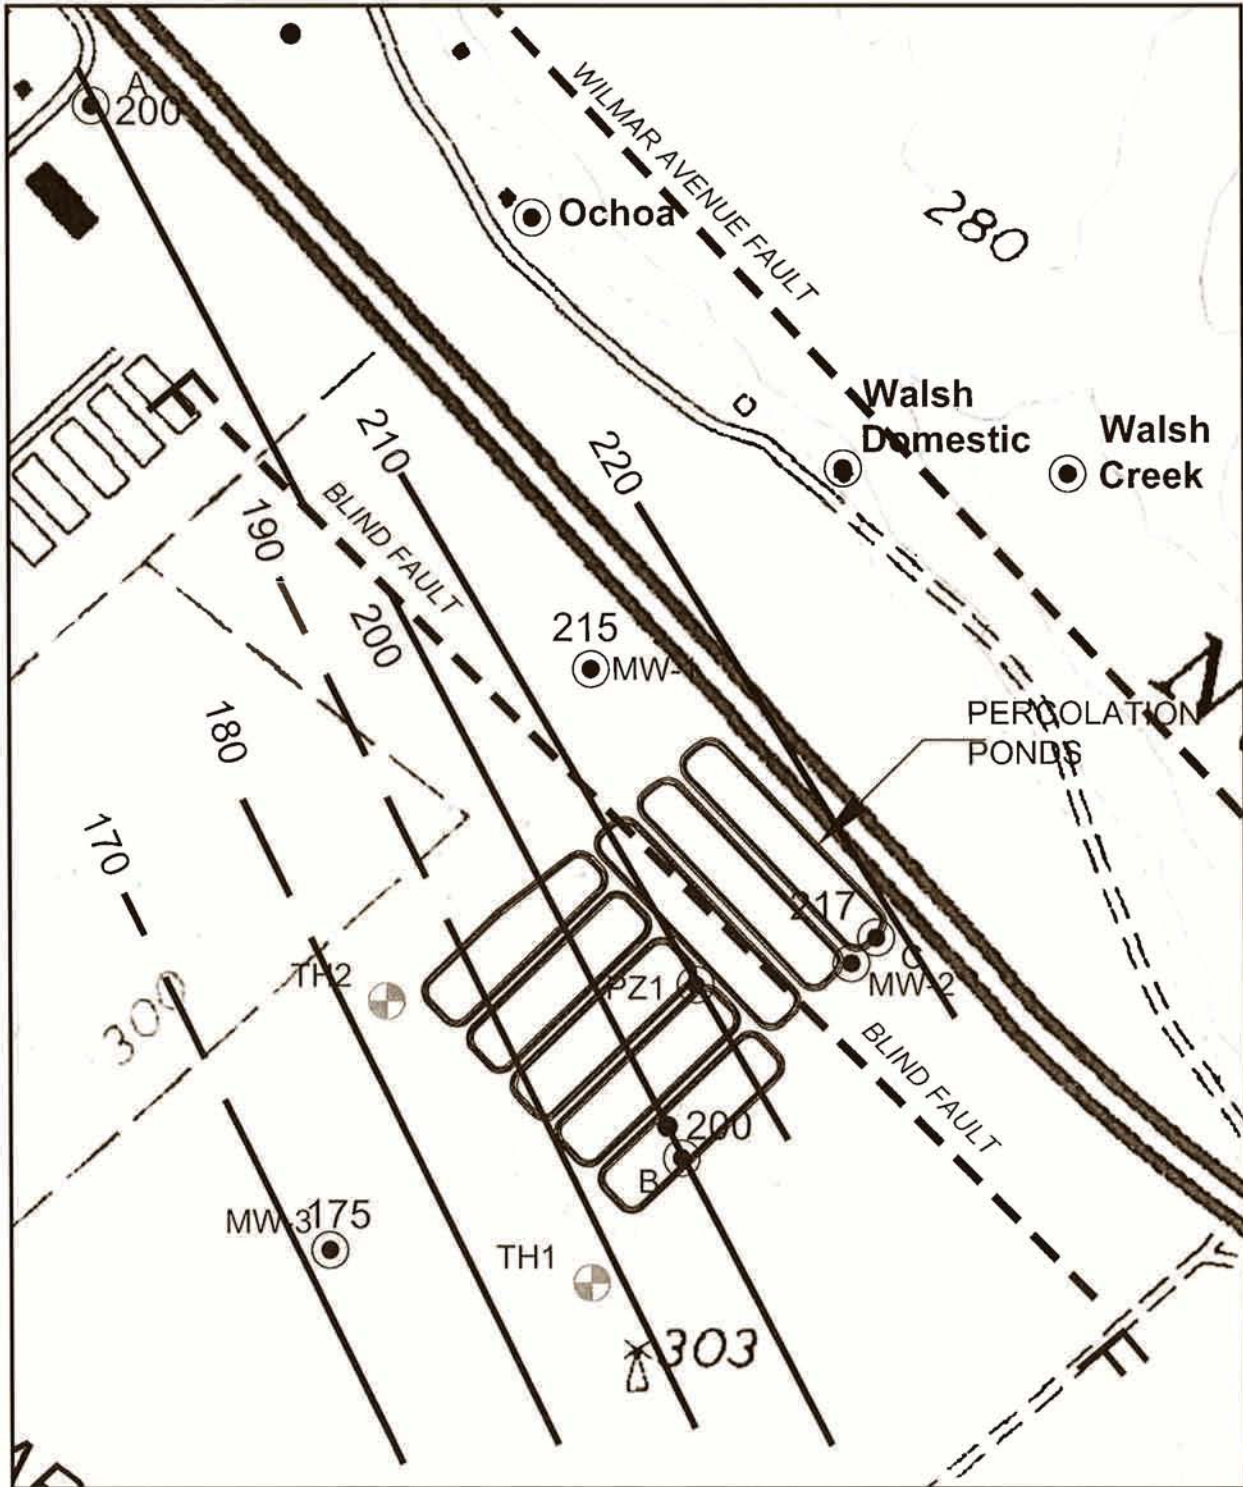 A
200
WILMAR AVENUE FAULT
Ochoa
280
Walsh
Domestic
Walsh
Creek
F
210
220
BLIND FAULT
190
200
215
MW-1
N
180
PERCOLATION
PONDS
170
217
C
MW-2
TH2
PZ1
300
BLIND FAULT
200
B
MW-3
175
TH1
303
F